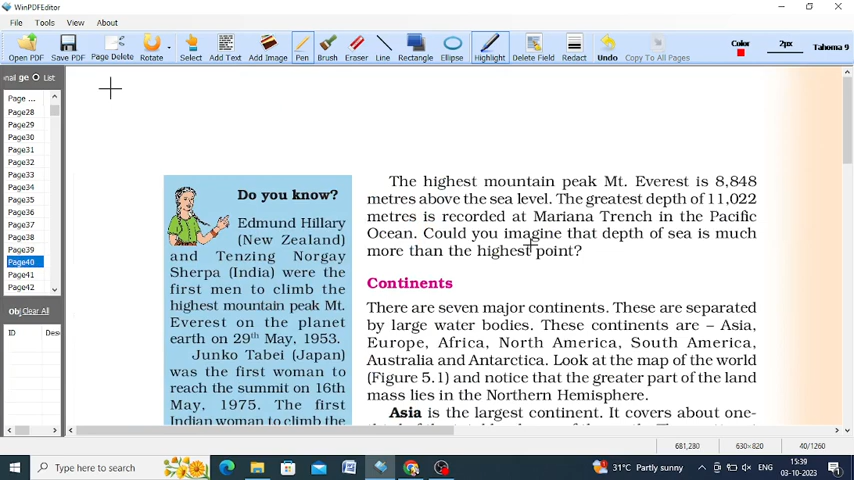 WinPDFEditor
File Tools View About
Open PDF Save PDF Page Delete Rotate Select Add Text Add Image Pen Brush Eraser Line Rectangle Ellipse Highlight Delete Field Redact Undo Copy To All Pages
Color 2px Tahoma 9
ge List
Page ...
Page28
Page29
Page30
Page31
Page32
Page33
Page34
Page35
Page36
Page37
Page38
Page39
Page40
Page41
Page42
Obj Clear All
ID Des
Do you know?
Edmund Hillary
(New Zealand)
and Tenzing Norgay
Sherpa (India) were the
first men to climb the
highest mountain peak Mt.
Everest on the planet
earth on 29th May, 1953.
Junko Tabei (Japan)
was the first woman to
reach the summit on 16th
May, 1975. The first
Indian woman to climb the
The highest mountain peak Mt. Everest is 8,848
metres above the sea level. The greatest depth of 11,022
metres is recorded at Mariana Trench in the Pacific
Ocean. Could you imagine that depth of sea is much
more than the highest point?
Continents
There are seven major continents. These are separated
by large water bodies. These continents are – Asia,
Europe, Africa, North America, South America,
Australia and Antarctica. Look at the map of the world
(Figure 5.1) and notice that the greater part of the land
mass lies in the Northern Hemisphere.
Asia is the largest continent. It covers about one-
681,280 630×820 40/1260
Type here to search
31°C Partly sunny
ENG
15:39
03-10-2023